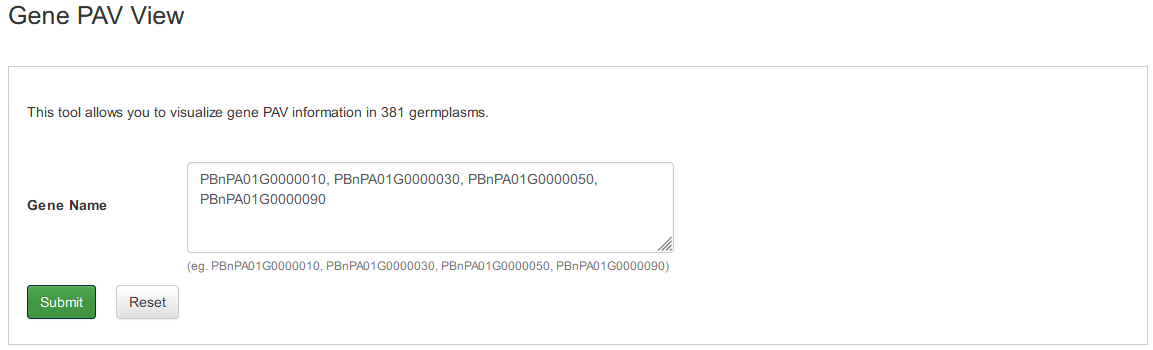 Gene PAV View
This tool allows you to visualize gene PAV information in 381 germplasms.
PBnPA01G0000010, PBnPA01G0000030, PBnPA01G0000050,
PBnPA01G0000090
Gene Name
(eg. PBnPA01G0000010, PBnPA01G0000030, PBnPA01G0000050, PBnPA01G0000090)
Submit Reset